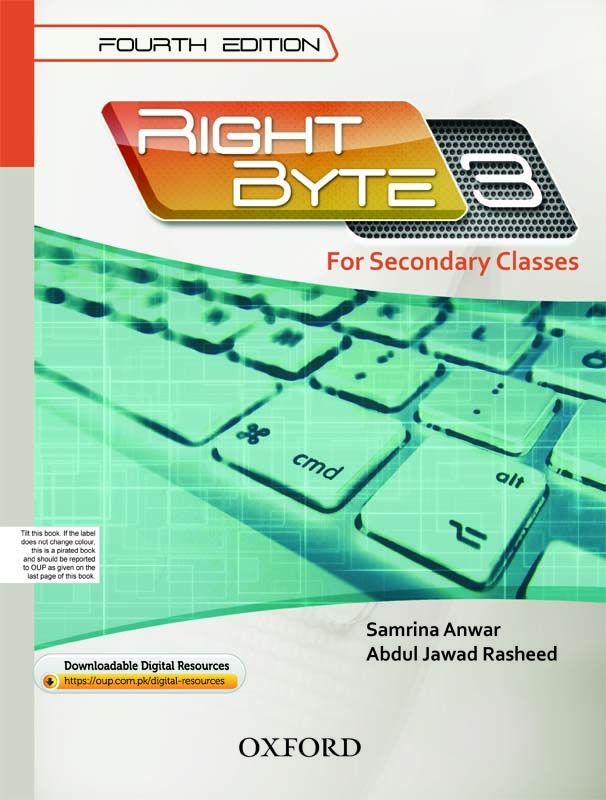 FOURTH EDITION
RIGHT
BYTE 3
For Secondary Classes
cmd
alt
Tilt this book. If the label
does not change colour,
this is a pirated book
and should be reported
to OUP as given on the
last page of this book.
Samrina Anwar
Abdul Jawad Rasheed
Downloadable Digital Resources
https://oup.com.pk/digital-resources
OXFORD